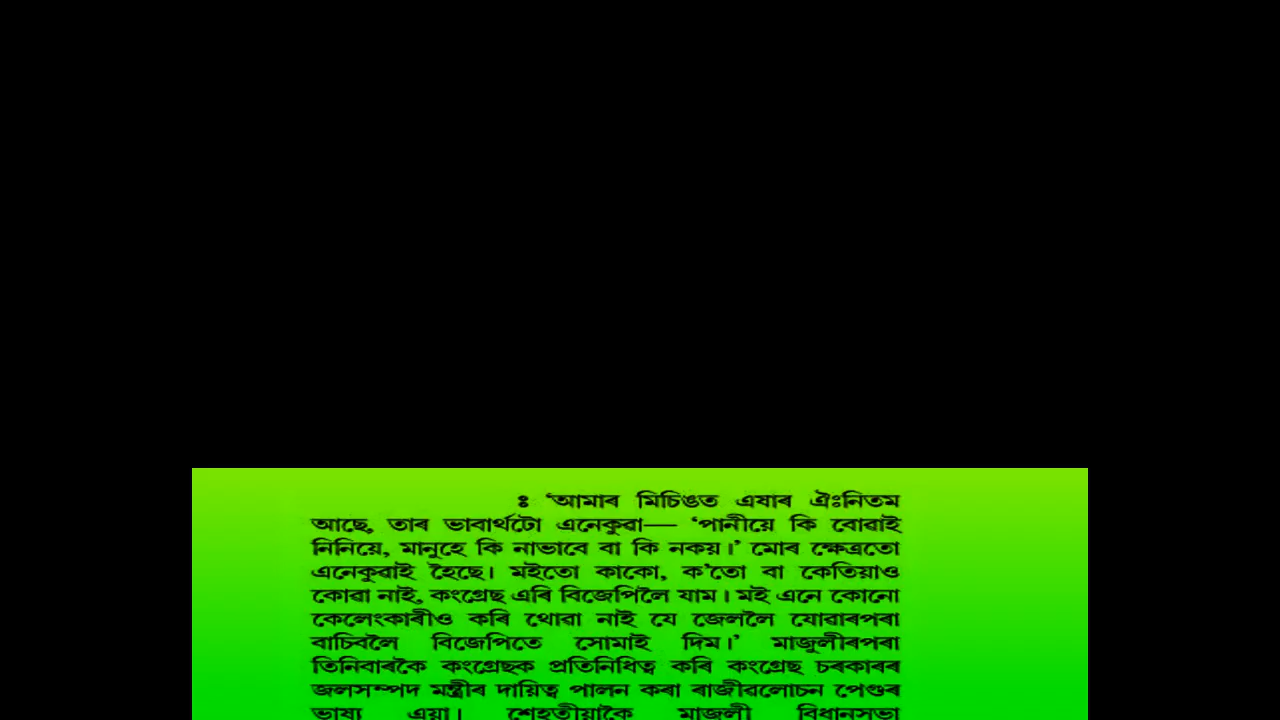 ঃ ‘আমাৰ মিচিঙত এষাৰ ঐঃনিতম
আছে, তাৰ ভাবাৰ্থটো এনেকুৱা— ‘পানীয়ে কি বোৱাই
নিনিয়ে, মানুহে কি নাভাবে বা কি নকয়।’ মোৰ ক্ষেত্ৰতো
এনেকুৱাই হৈছে। মইতো কাকো, ক’তো বা কেতিয়াও
কোৱা নাই, কংগ্ৰেছ এৰি বিজেপিলৈ যাম। মই এনে কোনো
কেলেংকাৰীও কৰি থোৱা নাই যে জেললৈ যোৱাৰপৰা
বাচিবলৈ বিজেপিতে সোমাই দিম।’ মাজুলীৰপৰা
তিনিবাৰকৈ কংগ্ৰেছক প্ৰতিনিধিত্ব কৰি কংগ্ৰেছ চৰকাৰৰ
জলসম্পদ মন্ত্ৰীৰ দায়িত্ব পালন কৰা ৰাজীৱলোচন পেগুৰ
ভাষ্য এয়া। শেহতীয়াকৈ মাজুলী বিধানসভা